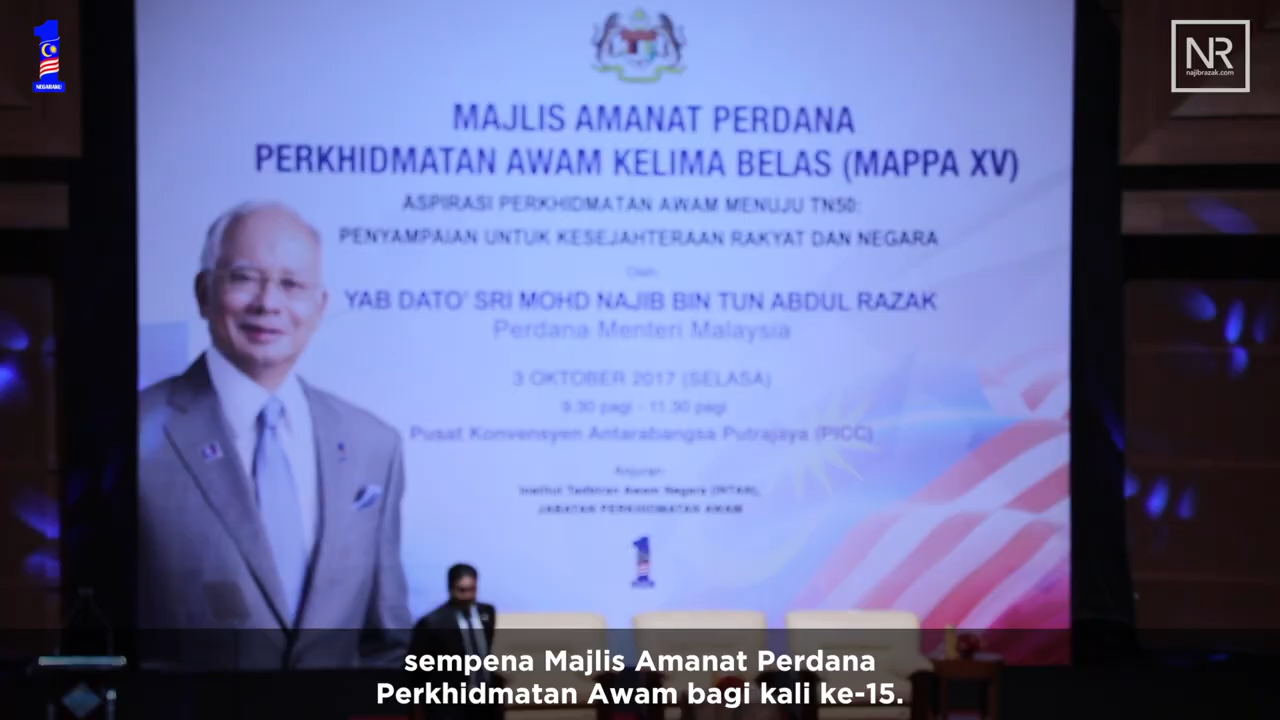 1
NEGARAKU
NR
najibrazak.com
MAJLIS AMANAT PERDANA
PERKHIDMATAN AWAM KELIMA BELAS (MAPPA XV)
ASPIRASI PERKHIDMATAN AWAM MENUJU TN50:
PENYAMPAIAN UNTUK KESEJAHTERAAN RAKYAT DAN NEGARA
Oleh:
YAB DATO' SRI MOHD NAJIB BIN TUN ABDUL RAZAK
Perdana Menteri Malaysia
3 OKTOBER 2017 (SELASA)
9.30 pagi - 11.30 pagi
Pusat Konvensyen Antarabangsa Putrajaya (PICC)
Anjuran:
Institut Tadbiran Awam Negara (INTAN),
JABATAN PERKHIDMATAN AWAM
1
sempena Majlis Amanat Perdana
Perkhidmatan Awam bagi kali ke-15.